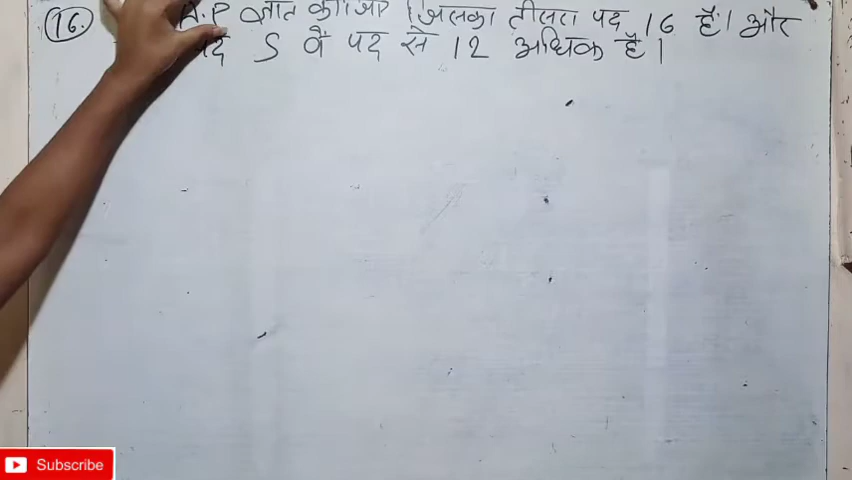 16. A.P ज्ञात कीजिए जिसका तीसरा पद 16 है। और
पद 5 वें पद से 12 अधिक है।
Subscribe